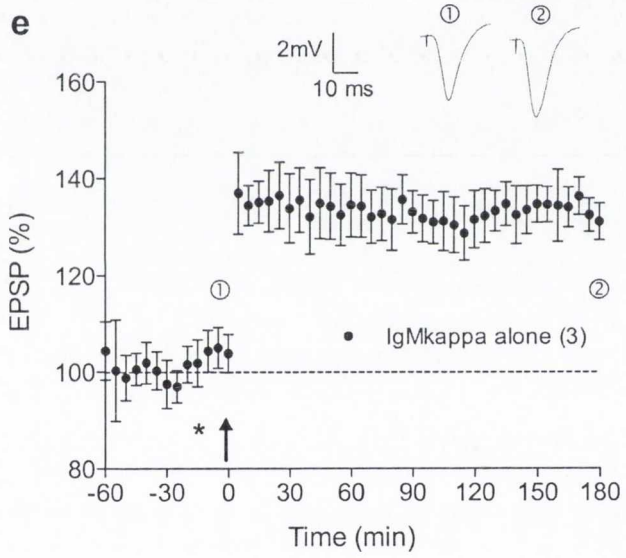 e
① ②
2mV
10 ms
160
140
120
100
80
EPSP (%)
① ②
IgMkappa alone (3)
*
-60 -30 0 30 60 90 120 150 180
Time (min)